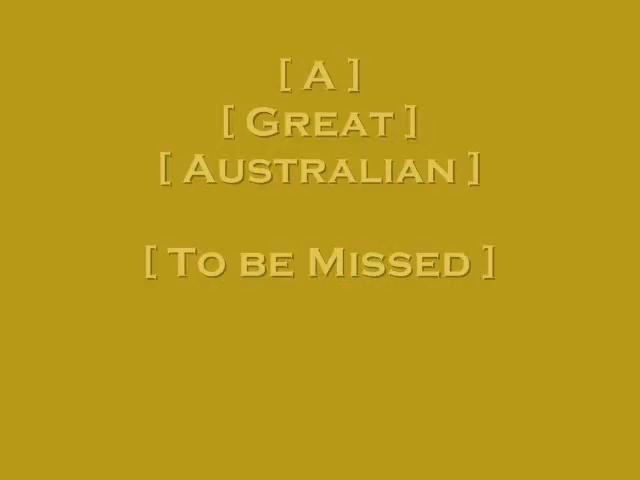 [ A ]
[ Great ]
[ Australian ]
[ To be Missed ]